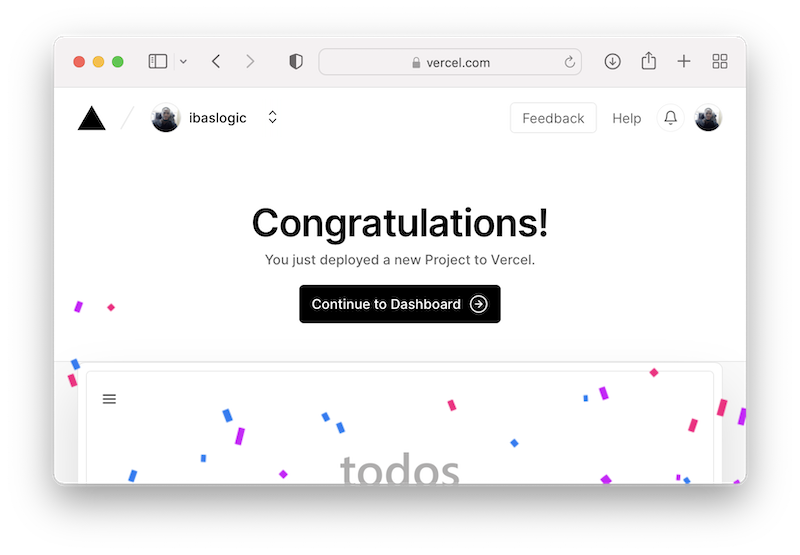 vercel.com
ibaslogic
Feedback
Help
Congratulations!
You just deployed a new Project to Vercel.
Continue to Dashboard
todos